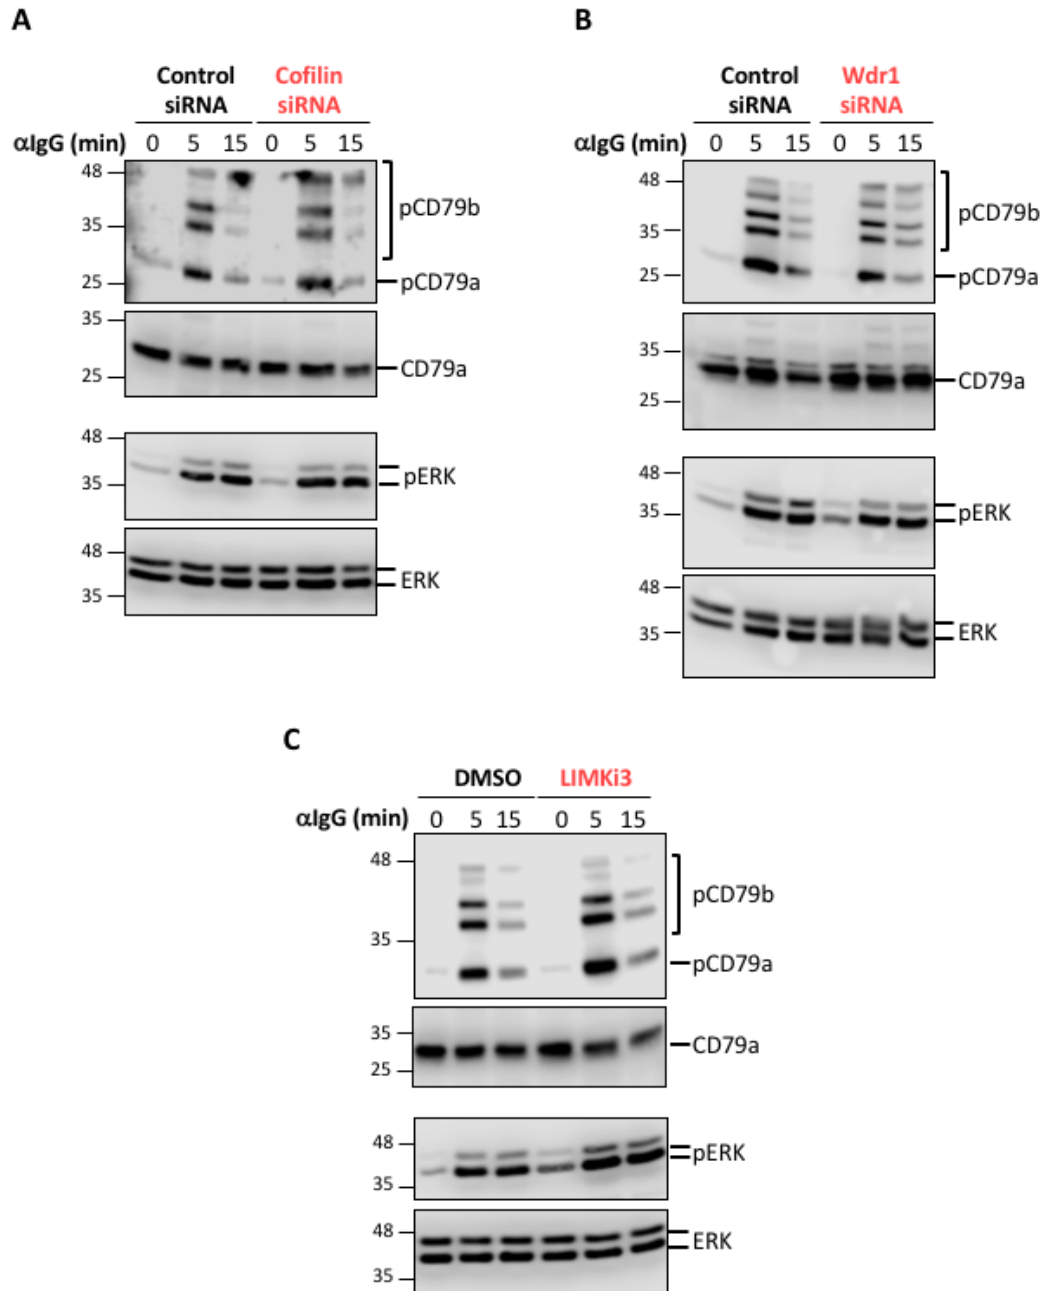 A
Control Cofilin
siRNA siRNA
αIgG (min) 0 5 15 0 5 15
48
35
25
pCD79b
pCD79a
35
25
CD79a
48
35
pERK
48
35
ERK
B
Control Wdr1
siRNA siRNA
αIgG (min) 0 5 15 0 5 15
48
35
25
pCD79b
pCD79a
35
25
CD79a
48
35
pERK
48
35
ERK
C
DMSO LIMKi3
αIgG (min) 0 5 15 0 5 15
48
35
pCD79b
pCD79a
35
25
CD79a
48
35
pERK
48
35
ERK